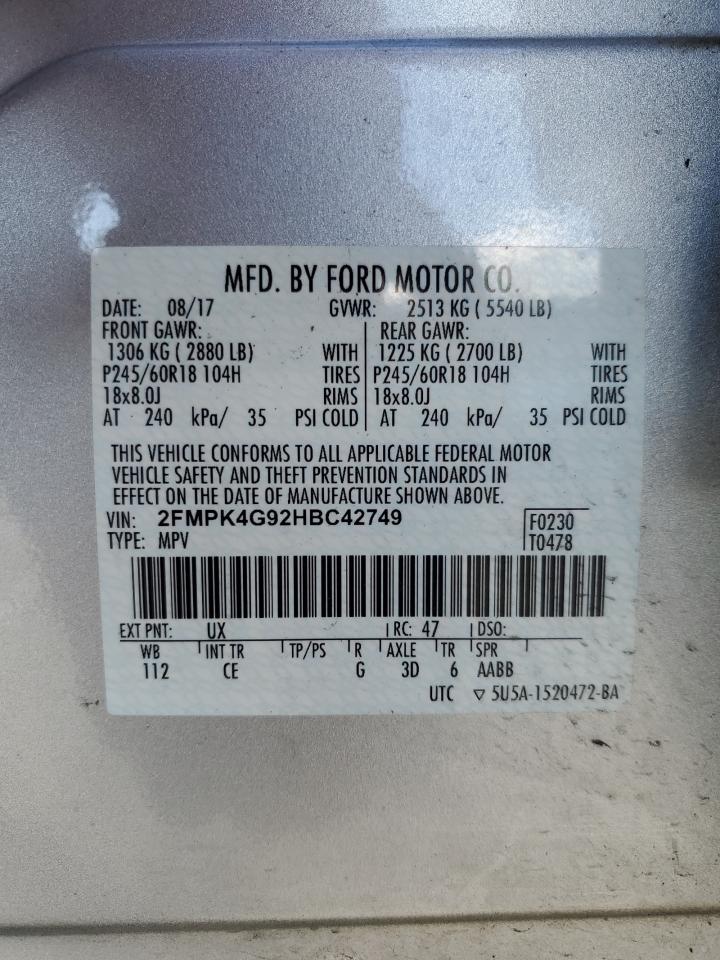 MFD. BY FORD MOTOR CO.
DATE: 08/17 GVWR: 2513 KG ( 5540 LB)
FRONT GAWR: REAR GAWR:
1306 KG ( 2880 LB) WITH 1225 KG ( 2700 LB) WITH
P245/60R18 104H TIRES P245/60R18 104H TIRES
18x8.0J RIMS 18x8.0J RIMS
AT 240 kPa/ 35 PSI COLD AT 240 kPa/ 35 PSI COLD
THIS VEHICLE CONFORMS TO ALL APPLICABLE FEDERAL MOTOR
VEHICLE SAFETY AND THEFT PREVENTION STANDARDS IN
EFFECT ON THE DATE OF MANUFACTURE SHOWN ABOVE.
VIN: 2FMPK4G92HBC42749 F0230
TYPE: MPV T0478
EXT PNT: UX RC: 47 DSO:
WB INT TR TP/PS R AXLE TR SPR
112 CE G 3D 6 AABB
UTC ▽ 5U5A-1520472-BA